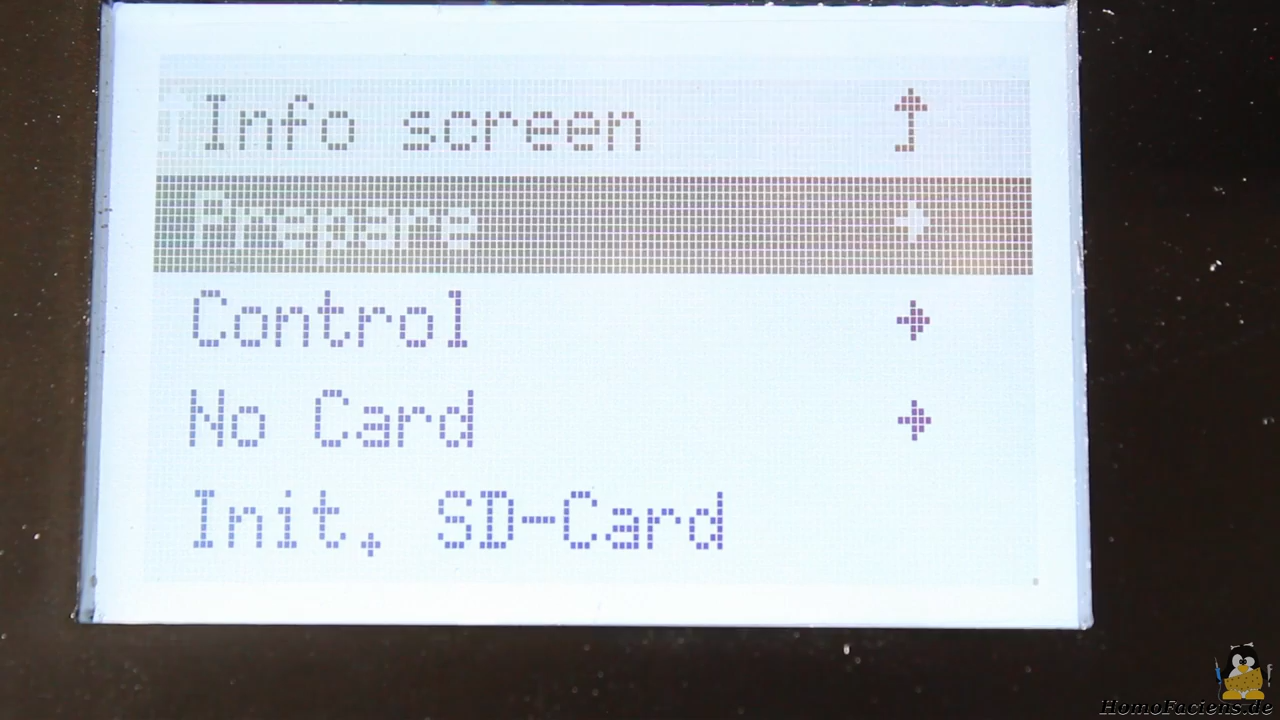 Info screen ↑
Prepare →
Control →
No Card →
Init. SD-Card
HomoFaciens.de